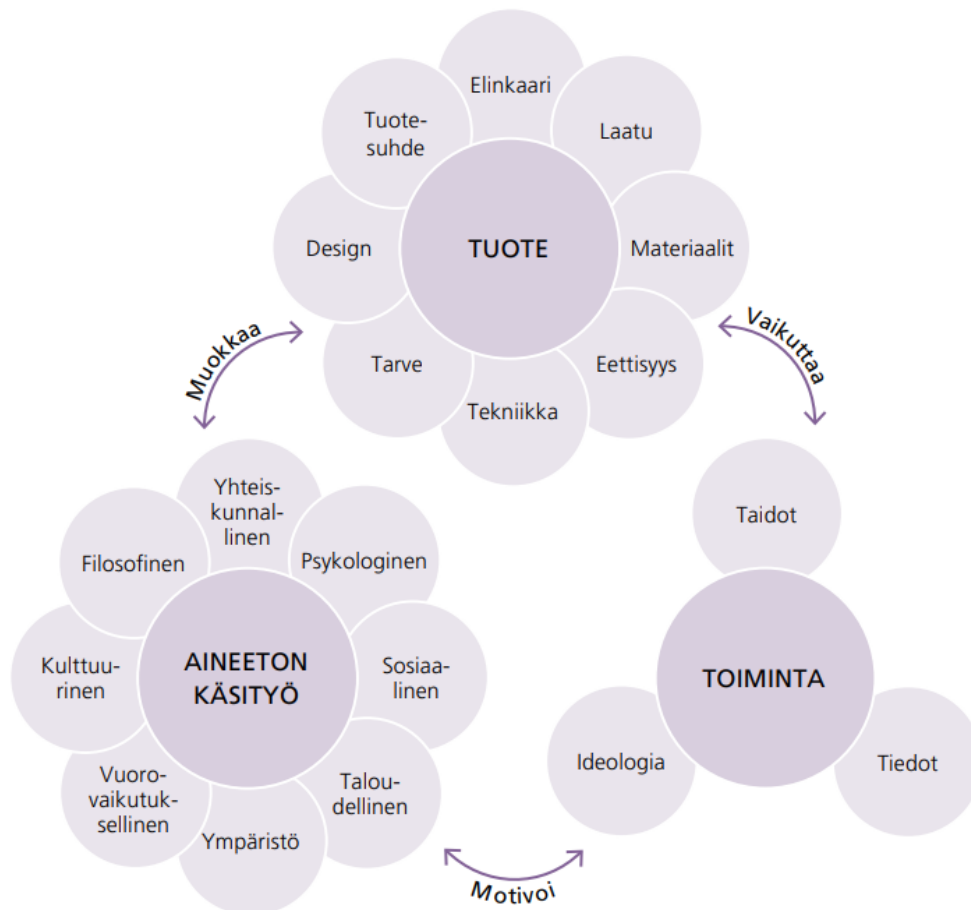 Elinkaari
Tuote-
suhde
Laatu
Design
TUOTE
Materiaalit
Tarve
Eettisyys
Tekniikka
Muokkaa
Vaikuttaa
Yhteis-
kunnal-
linen
Filosofinen
Psykologinen
Kulttuu-
rinen
AINEETON
KÄSITYÖ
Sosiaa-
linen
Vuoro-
vaikutuk-
sellinen
Talou-
dellinen
Ympäristö
Taidot
TOIMINTA
Ideologia
Tiedot
Motivoi